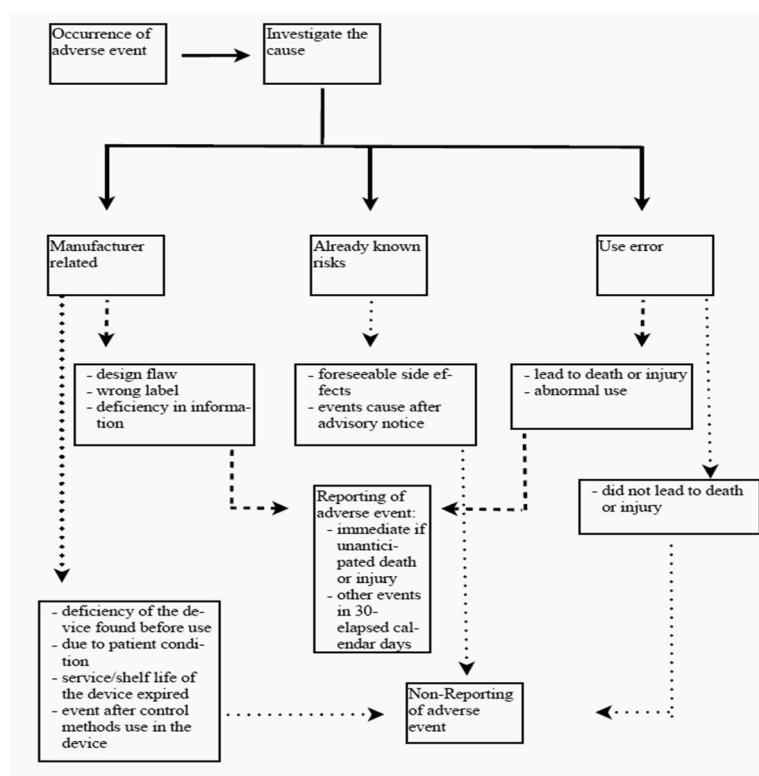 Occurrence of
adverse event
Investigate the
cause
Manufacturer
related
Already known
risks
Use error
- design flaw
- wrong label
- deficiency in informa-
tion
- foreseeable side ef-
fects
- events cause after
advisory notice
- lead to death or injury
- abnormal use
- did not lead to death
or injury
Reporting of
adverse event:
- immediate if
unantici-
pated death
or injury
- other events
in 30-
elapsed cal-
endar days
- deficiency of the de-
vice found before use
- due to patient condi-
tion
- service/shelf life of
the device expired
- event after control
methods use in the
device
Non-Reporting
of adverse
event